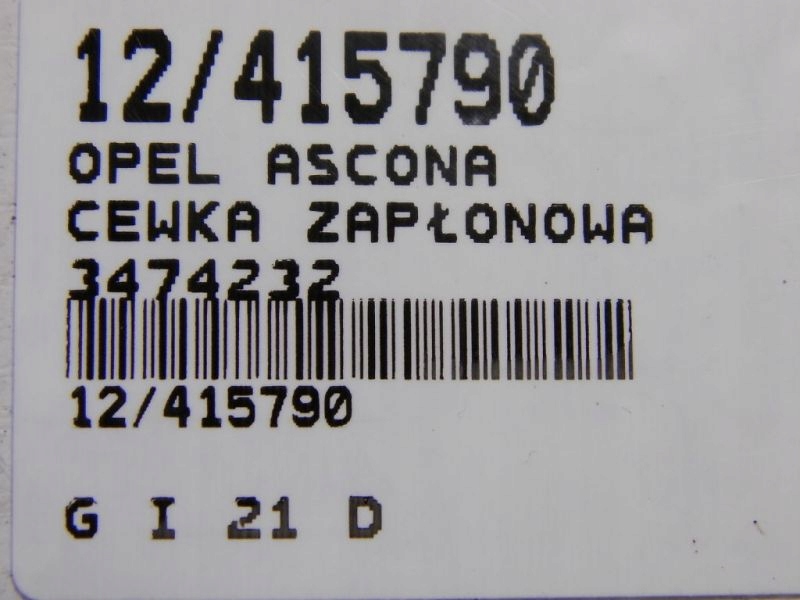 12/415790
OPEL ASCONA
CEWKA ZAPŁONOWA
3474232
12/415790
G I 21 D